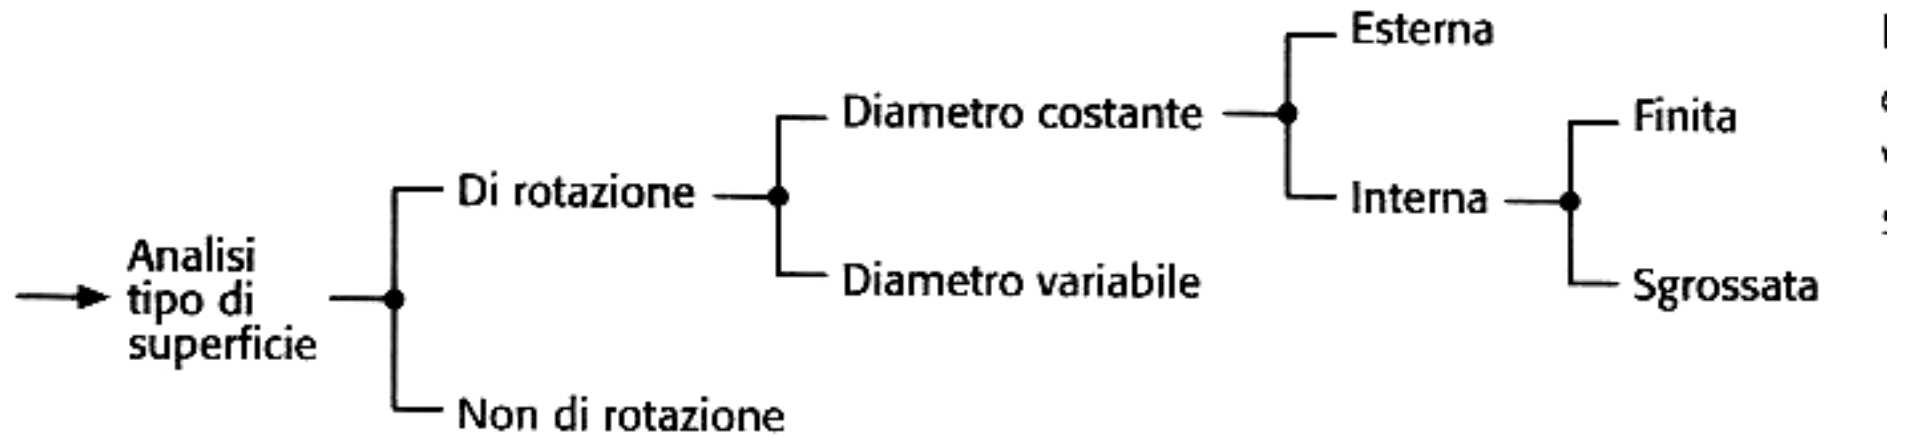 Esterna
Diametro costante
Finita
Di rotazione
Interna
Analisi
tipo di
superficie
Diametro variabile
Sgrossata
Non di rotazione